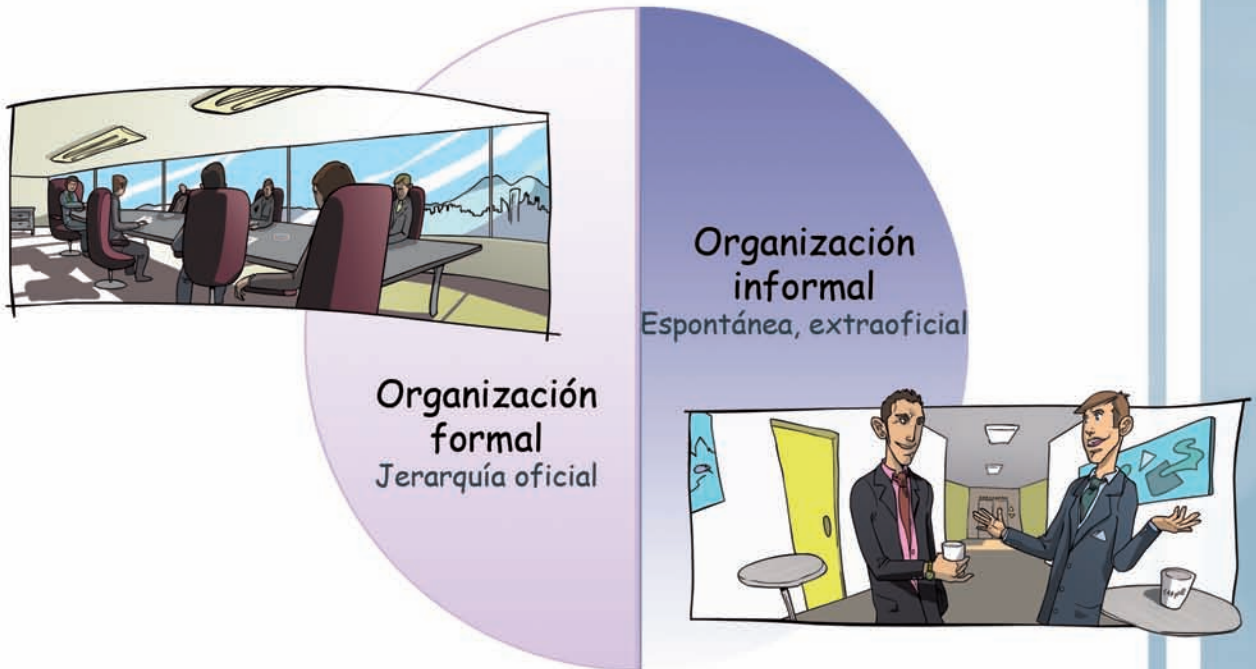 Organización
formal
Jerarquía oficial
Organización
informal
Espontánea, extraoficial